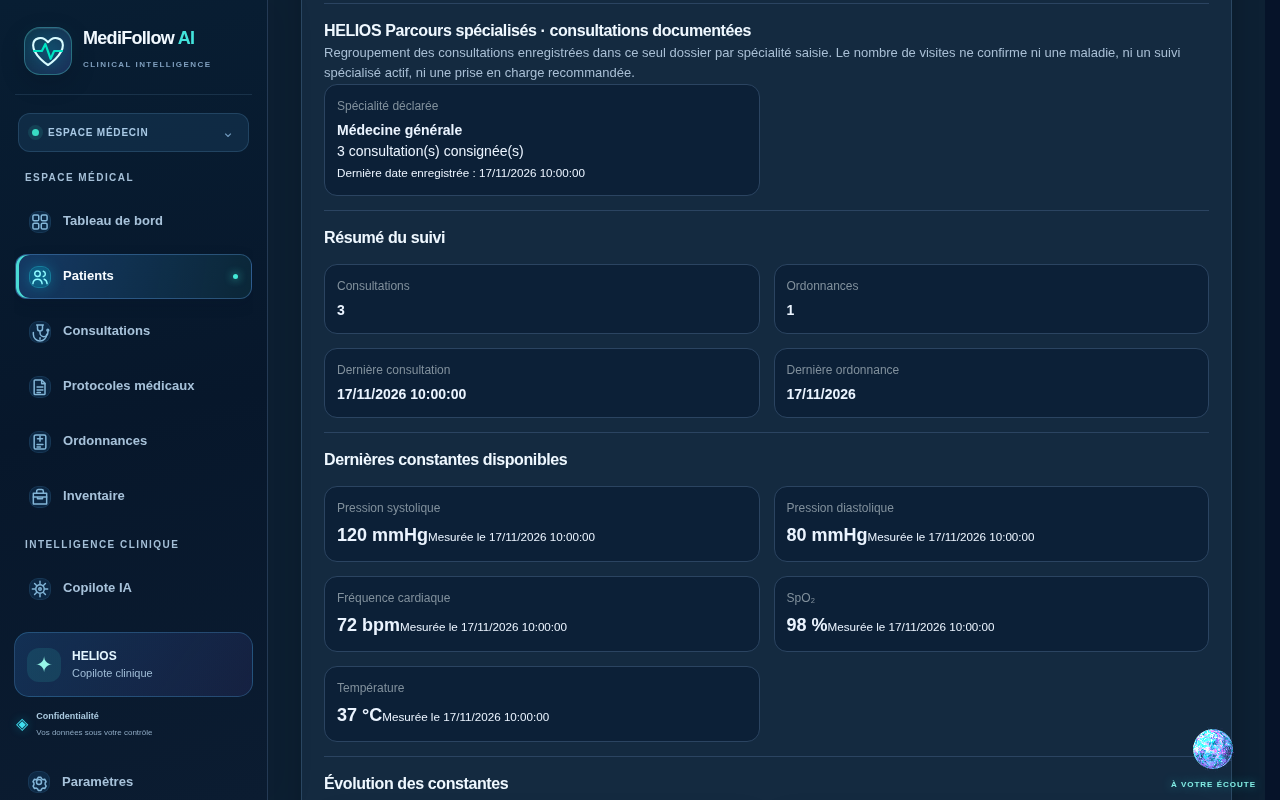 MediFollow AI
CLINICAL INTELLIGENCE
ESPACE MÉDECIN
ESPACE MÉDICAL
Tableau de bord
Patients
Consultations
Protocoles médicaux
Ordonnances
Inventaire
INTELLIGENCE CLINIQUE
Copilote IA
HELIOS
Copilote clinique
Confidentialité
Vos données sous votre contrôle
Paramètres
HELIOS Parcours spécialisés · consultations documentées
Regroupement des consultations enregistrées dans ce seul dossier par spécialité saisie. Le nombre de visites ne confirme ni une maladie, ni un suivi
spécialisé actif, ni une prise en charge recommandée.
Spécialité déclarée
Médecine générale
3 consultation(s) consignée(s)
Dernière date enregistrée : 17/11/2026 10:00:00
Résumé du suivi
Consultations
3
Ordonnances
1
Dernière consultation
17/11/2026 10:00:00
Dernière ordonnance
17/11/2026
Dernières constantes disponibles
Pression systolique
120 mmHgMesurée le 17/11/2026 10:00:00
Pression diastolique
80 mmHgMesurée le 17/11/2026 10:00:00
Fréquence cardiaque
72 bpmMesurée le 17/11/2026 10:00:00
SpO₂
98 %Mesurée le 17/11/2026 10:00:00
Température
37 °CMesurée le 17/11/2026 10:00:00
Évolution des constantes
À VOTRE ÉCOUTE